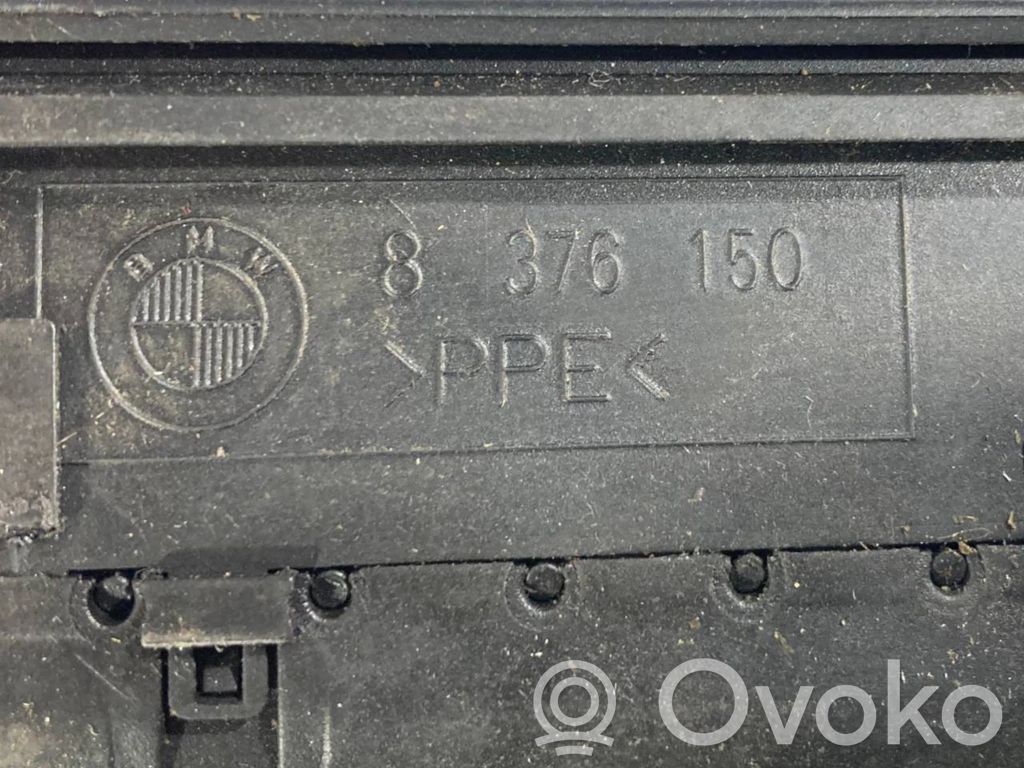 BMW
8 376 150
>PPE<
Ovoko